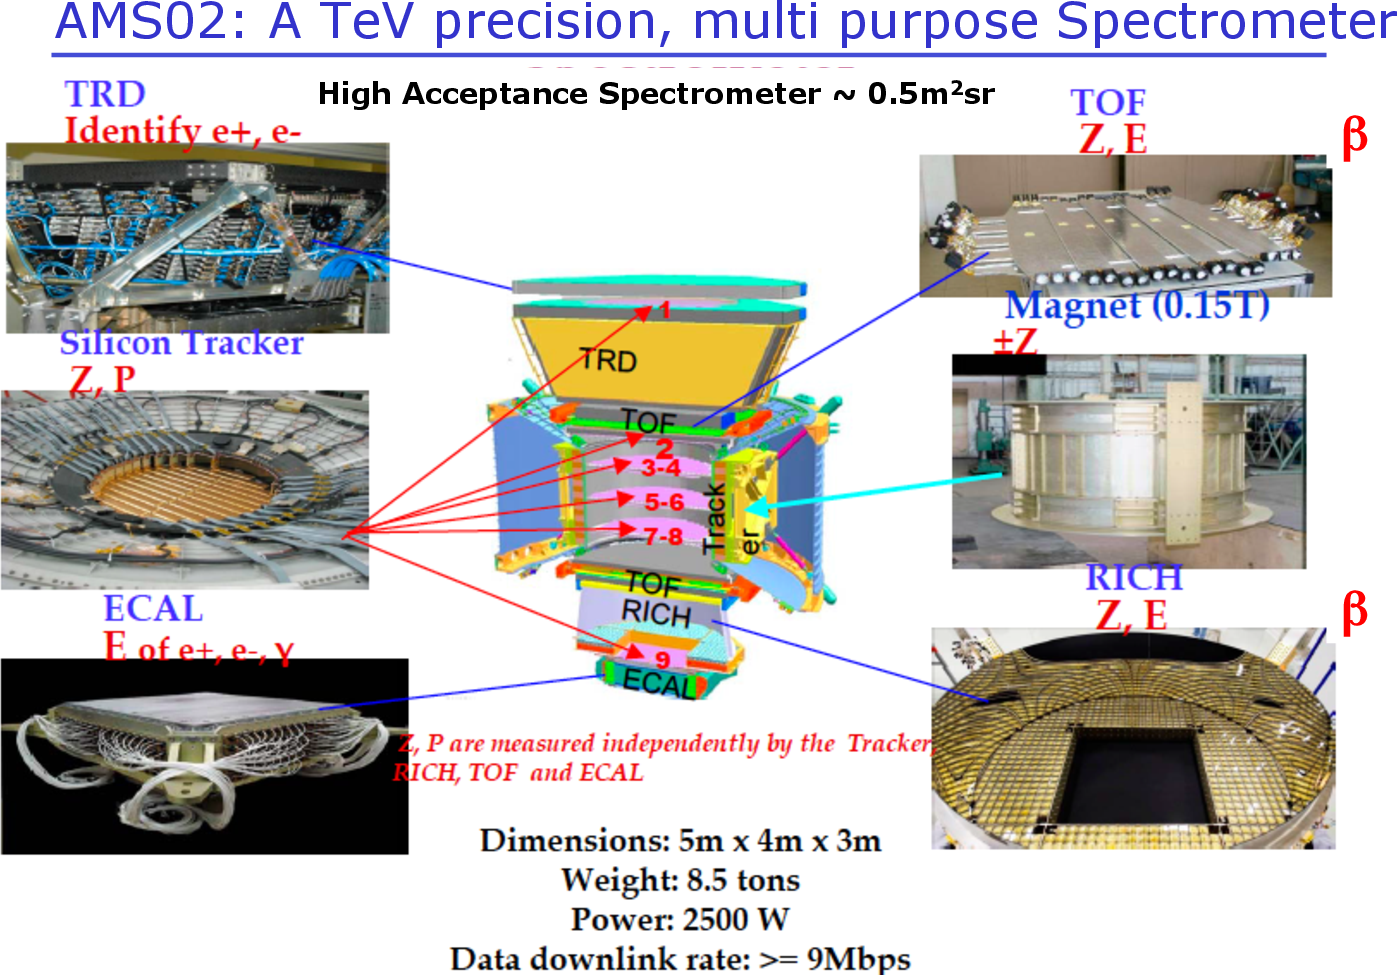 AMS02: A TeV precision, multi purpose Spectrometer
High Acceptance Spectrometer ~ 0.5m²sr
TRD
Identify e+, e-
Silicon Tracker
Z, P
ECAL
E of e+, e-, γ
TOF
Z, E
β
Magnet (0.15T)
±Z
RICH
Z, E
β
1
TRD
TOF
2
3-4
5-6
7-8
Track
er
TOF
RICH
9
ECAL
Z, P are measured independently by the Tracker,
RICH, TOF and ECAL
Dimensions: 5m x 4m x 3m
Weight: 8.5 tons
Power: 2500 W
Data downlink rate: >= 9Mbps